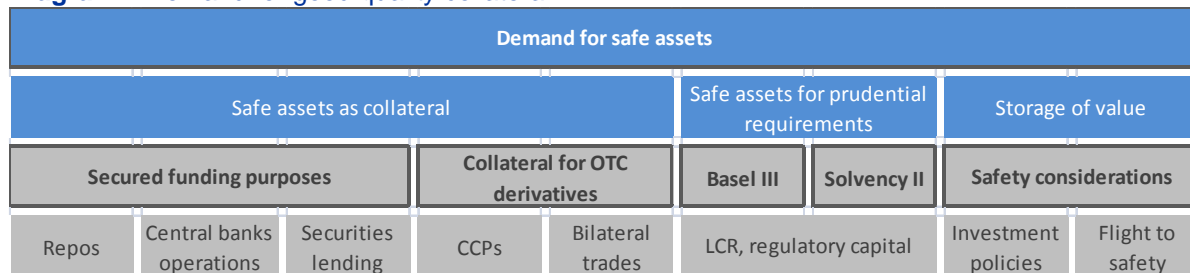 Demand for safe assets
Safe assets as collateral
Safe assets for prudential
requirements
Storage of value
Secured funding purposes
Collateral for OTC
derivatives
Basel III
Solvency II
Safety considerations
Repos
Central banks
operations
Securities
lending
CCPs
Bilateral
trades
LCR, regulatory capital
Investment
policies
Flight to
safety